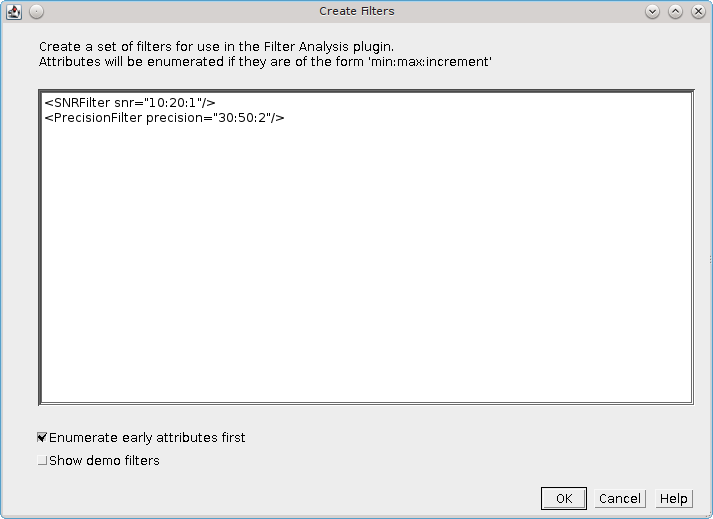 Create Filters
Create a set of filters for use in the Filter Analysis plugin.
Attributes will be enumerated if they are of the form 'min:max:increment'
<SNRFilter snr="10:20:1"/>
<PrecisionFilter precision="30:50:2"/>
Enumerate early attributes first
Show demo filters
OK Cancel Help